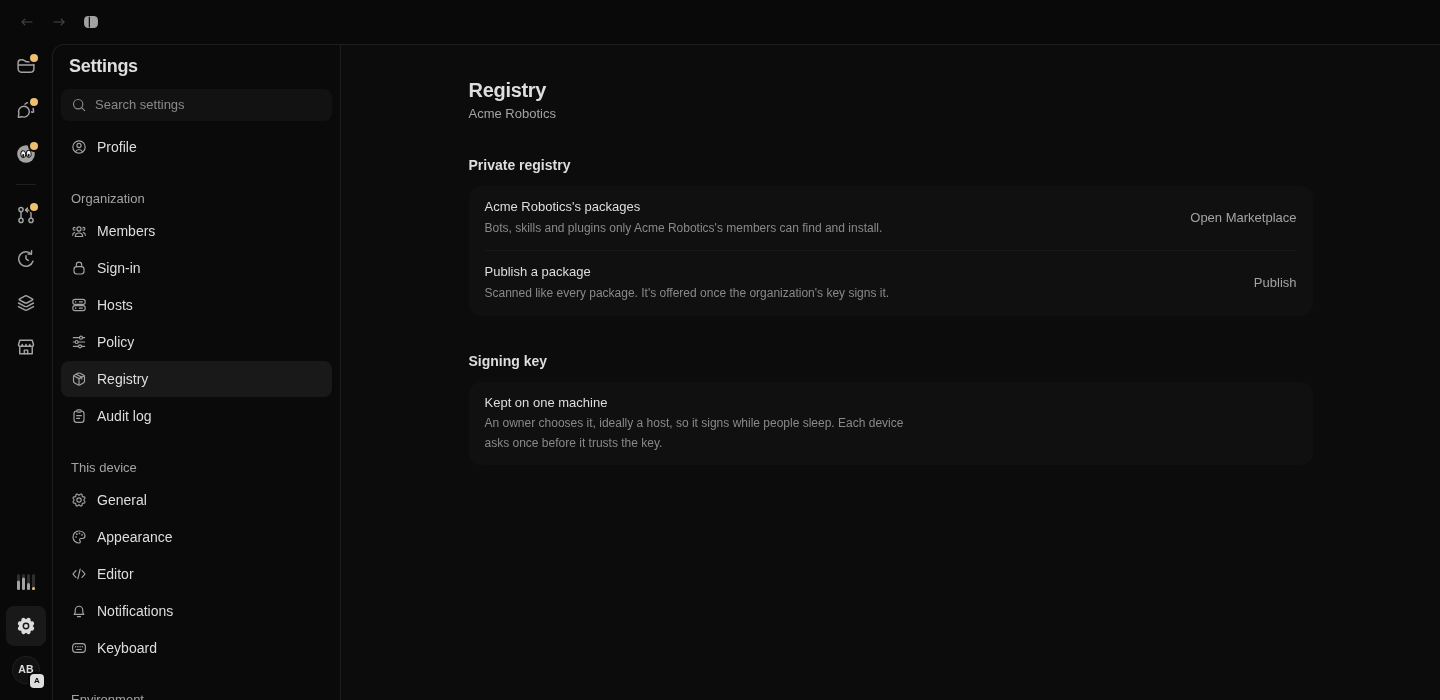 Settings
Search settings
Profile
Organization
Members
Sign-in
Hosts
Policy
Registry
Audit log
This device
General
Appearance
Editor
Notifications
Keyboard
Environment
AB
A
Registry
Acme Robotics
Private registry
Acme Robotics's packages
Bots, skills and plugins only Acme Robotics's members can find and install.
Open Marketplace
Publish a package
Scanned like every package. It's offered once the organization's key signs it.
Publish
Signing key
Kept on one machine
An owner chooses it, ideally a host, so it signs while people sleep. Each device
asks once before it trusts the key.